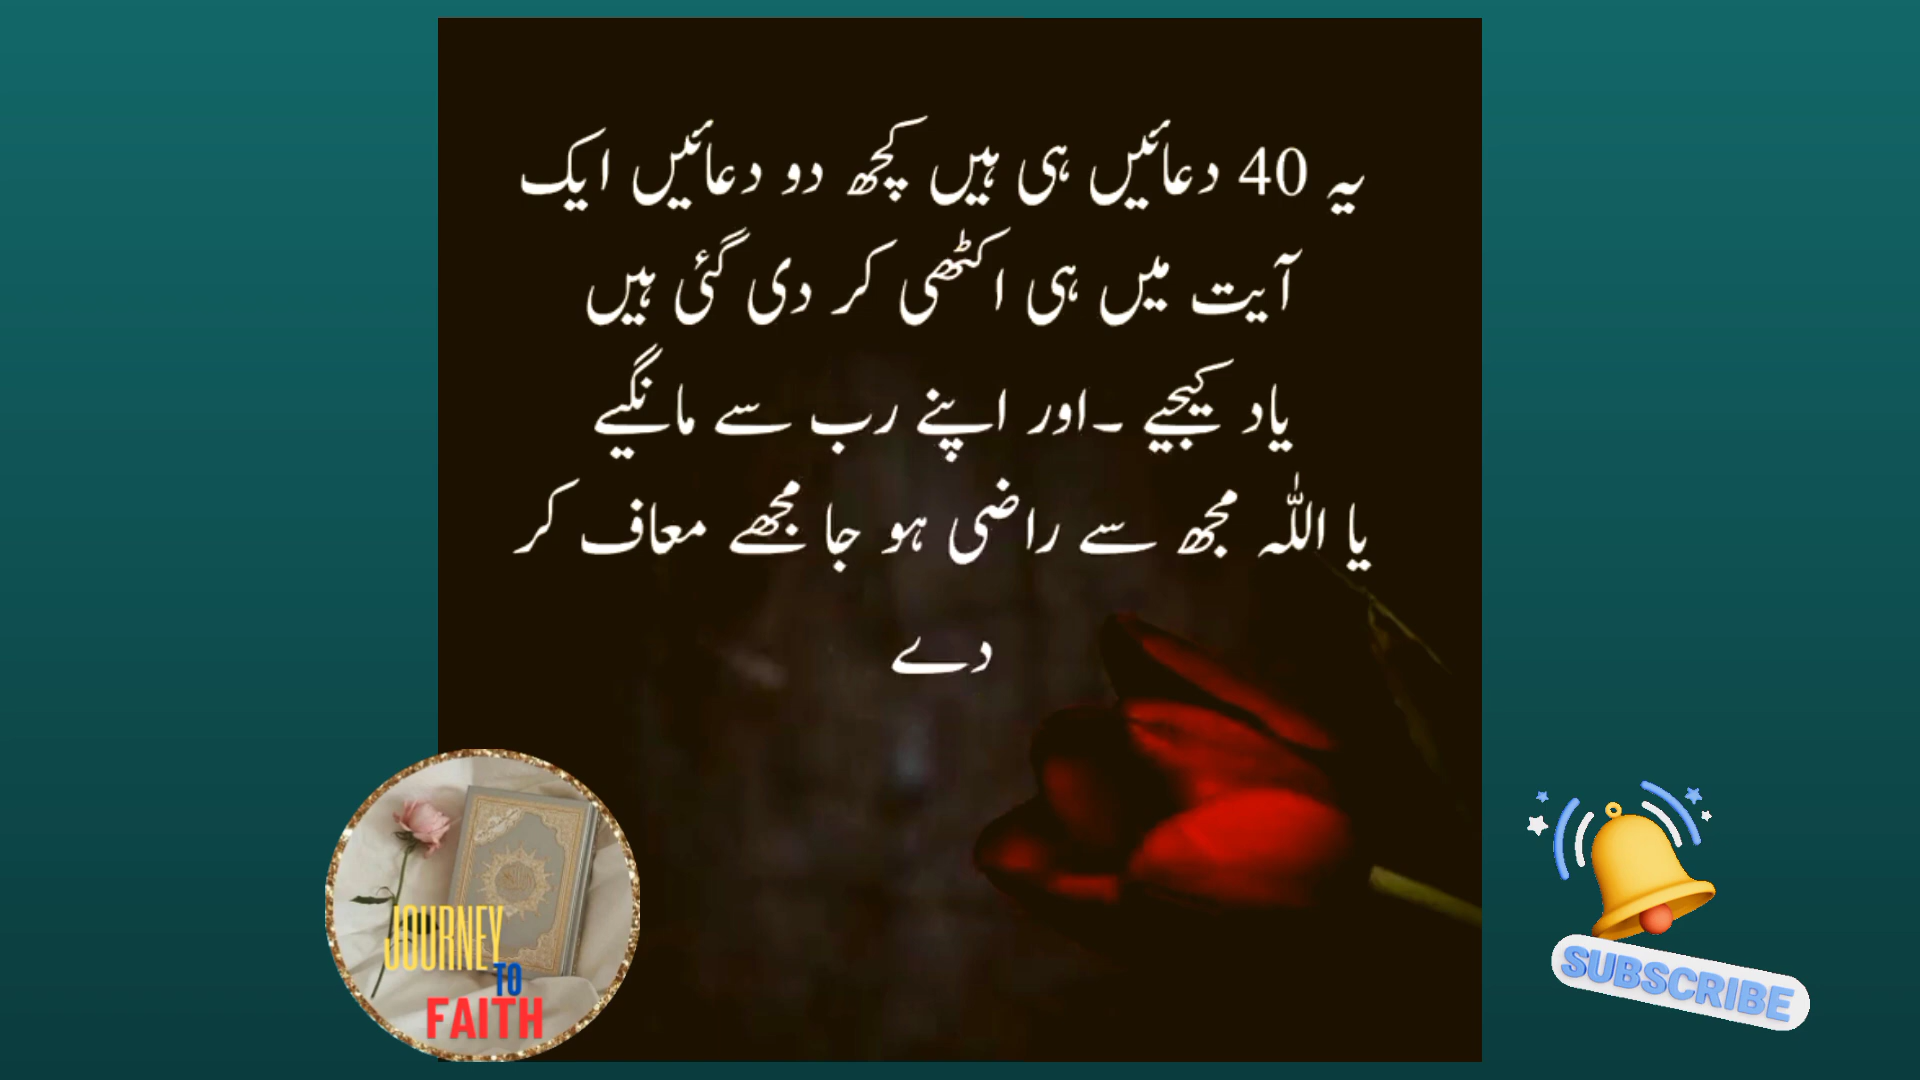 یہ 40 دعائیں ہی ہیں کچھ دو دعائیں ایک
آیت میں ہی اکٹھی کر دی گئی ہیں
یاد کیجیے ۔اور اپنے رب سے مانگیے
یا اللہ مجھ سے راضی ہو جا مجھے معاف کر
دے
JOURNEY
TO
FAITH
SUBSCRIBE